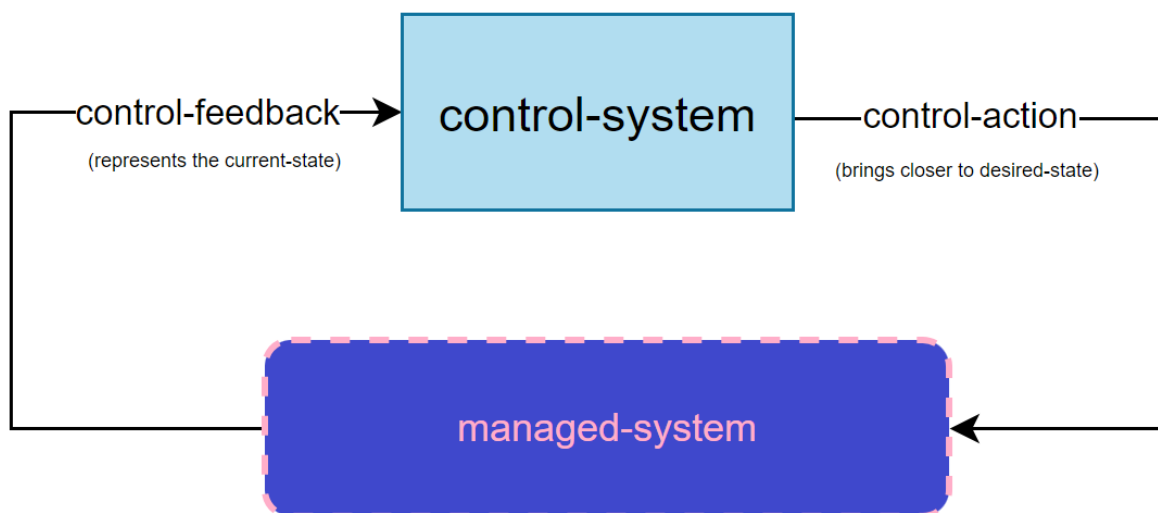 control-system
control-feedback
(represents the current-state)
control-action
(brings closer to desired-state)
managed-system